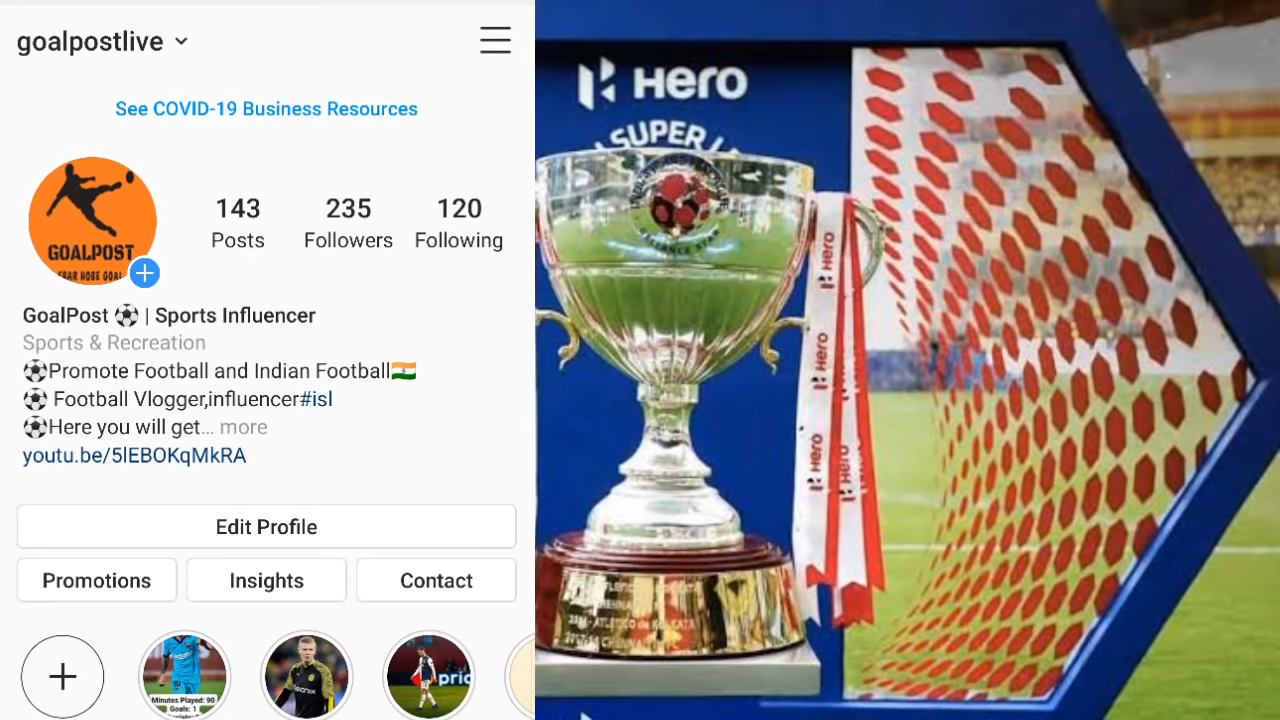 goalpostlive
See COVID-19 Business Resources
143
Posts
235
Followers
120
Following
GOALPOST
GoalPost ⚽ | Sports Influencer
Sports & Recreation
⚽Promote Football and Indian Football🇮🇳
⚽ Football Vlogger,influencer#isl
⚽Here you will get… more
youtu.be/5lEBOKqMkRA
Edit Profile
Promotions
Insights
Contact
Minutes Played: 90
Goals: 1
Hero
SUPER
Hero
Hero
Hero
Hero
ATLETICO de KOLKATA